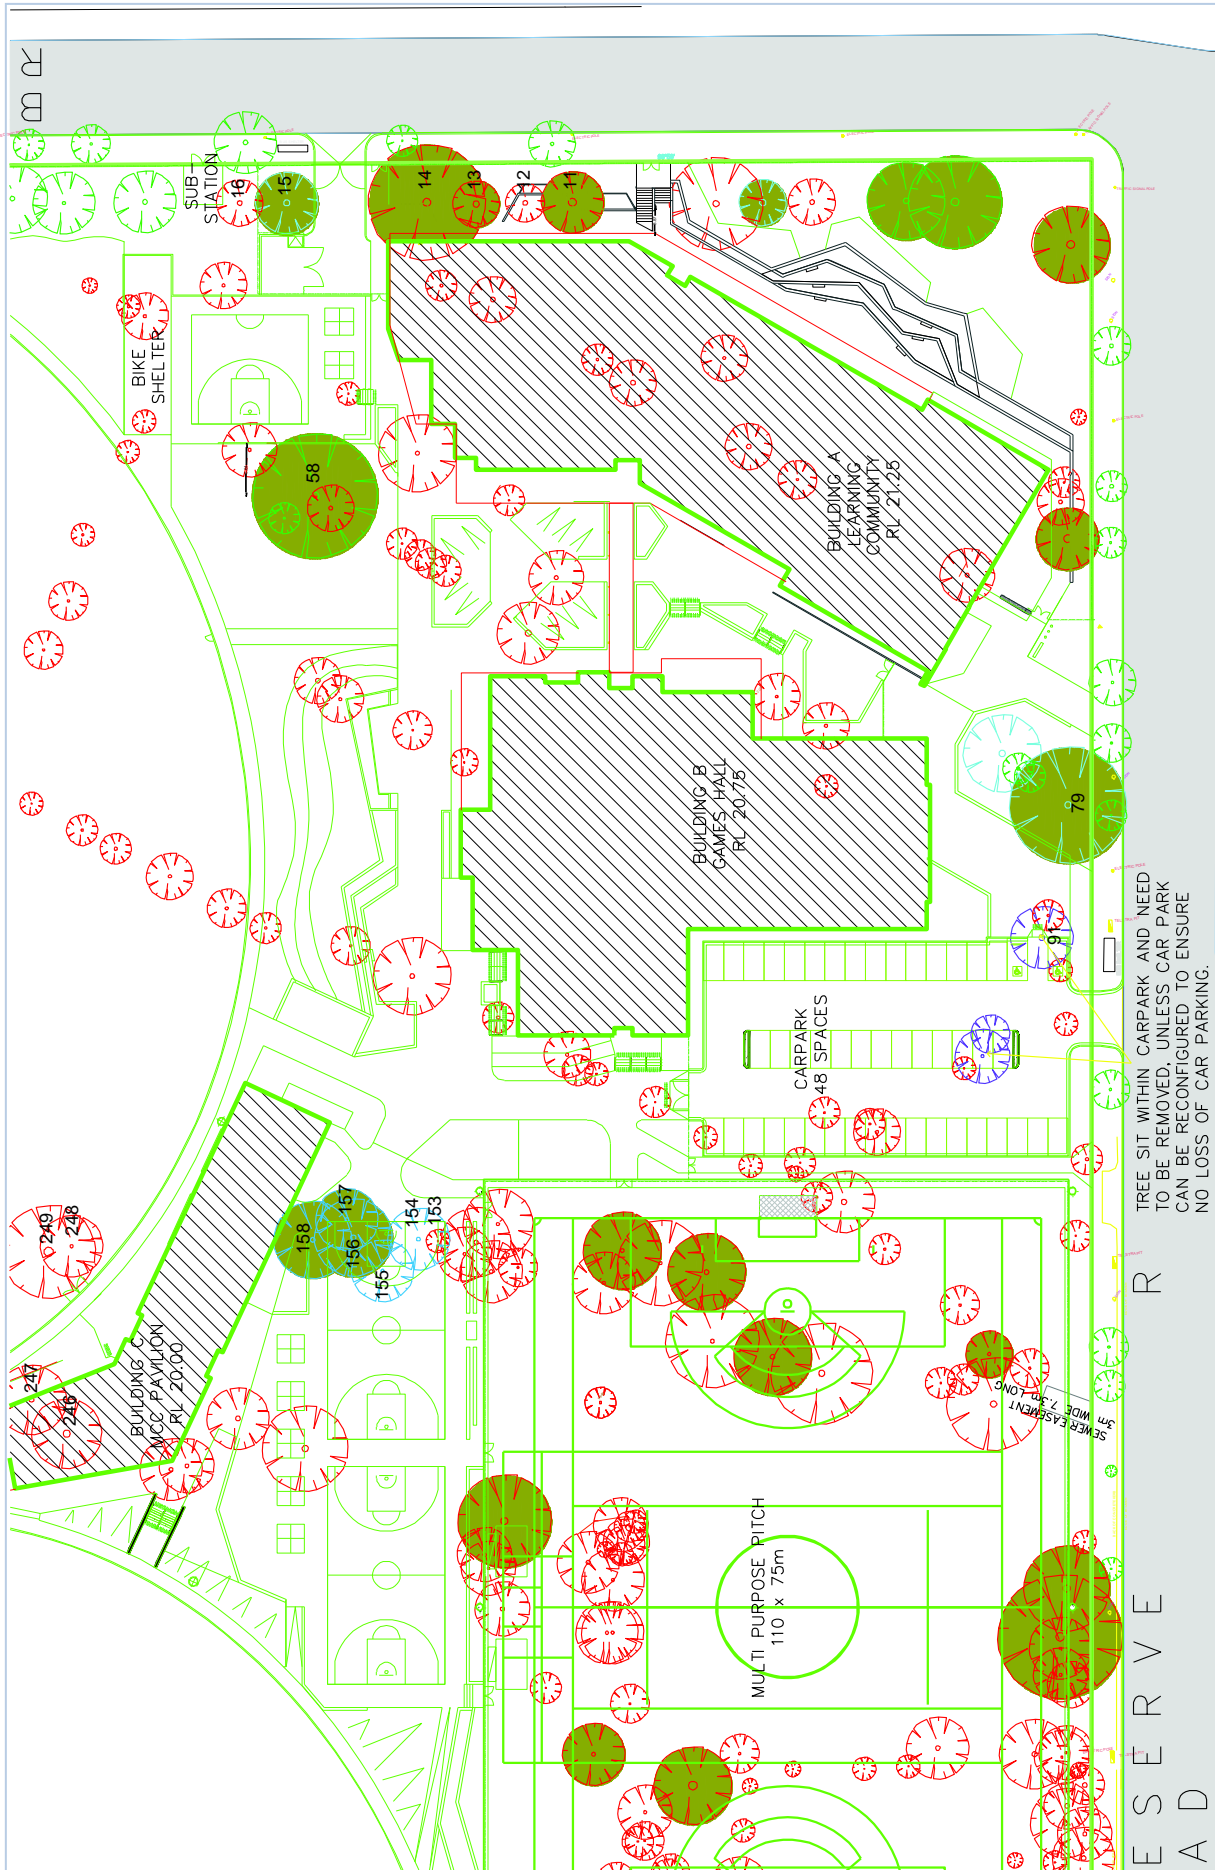 B R
SUB-
STATION
16
15
14
13
12
11
BIKE
SHELTER
58
BUILDING A
LEARNING
COMMUNITY
RL 21.25
BUILDING B
GAMES HALL
RL 20.75
79
91
CARPARK
48 SPACES
TREE SIT WITHIN CARPARK AND NEED
TO BE REMOVED, UNLESS CAR PARK
CAN BE RECONFIGURED TO ENSURE
NO LOSS OF CAR PARKING.
249
248
247
246
BUILDING C
MCC PAVILION
RL 20.00
158
157
156
155
154
153
SEWER EASEMENT
3m WIDE 7.3m LONG
MULTI PURPOSE PITCH
110 x 75m
E S E R V E
R
A D